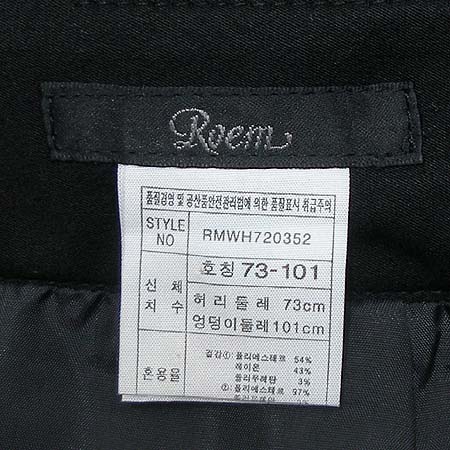 Roem
품질경영 및 공산품안전관리법에 의한 품질표시 취급주의
STYLE NO RMWH720352
호칭 73-101
신체 치수
허리둘레 73cm
엉덩이둘레 101cm
혼용율
겉감①: 폴리에스테르 54%
레이온 43%
폴리우레탄 3%
②: 폴리에스테르 97%